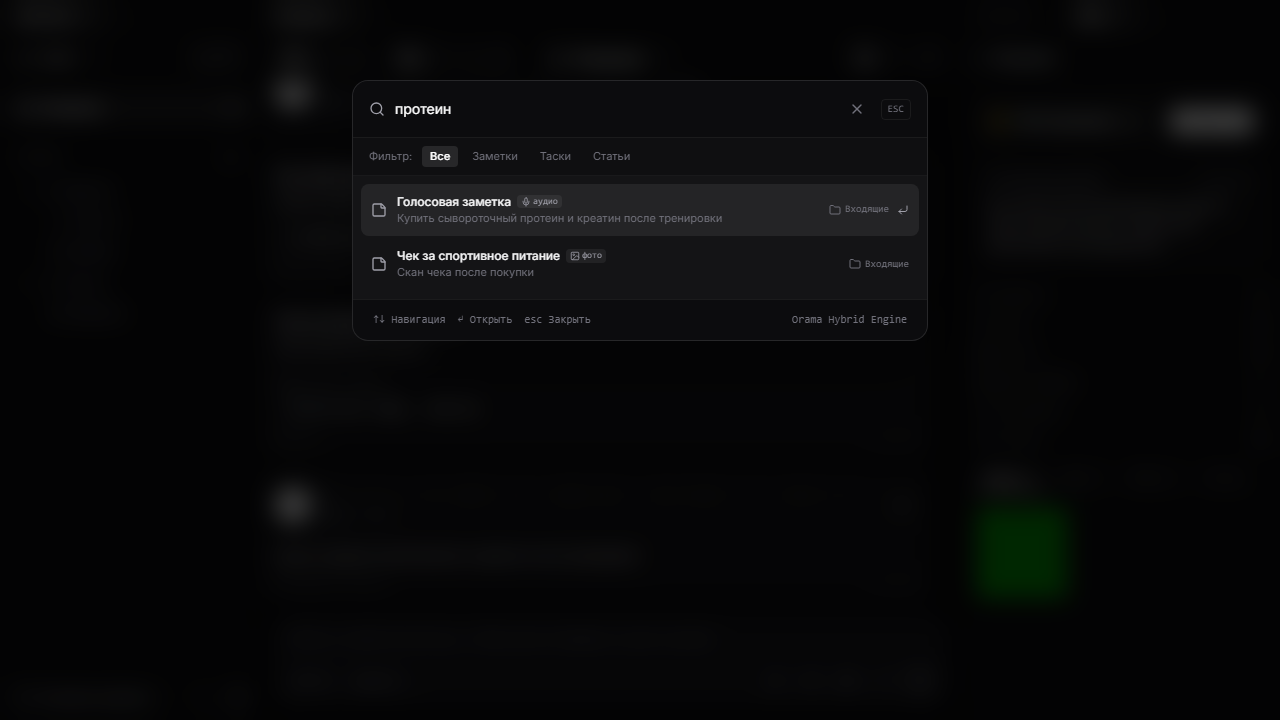 протеин
ESC
Фильтр: Все Заметки Таски Статьи
Голосовая заметка аудио
Купить сывороточный протеин и креатин после тренировки
Входящие
Чек за спортивное питание фото
Скан чека после покупки
Входящие
↑↓ Навигация ↵ Открыть esc Закрыть
Orama Hybrid Engine